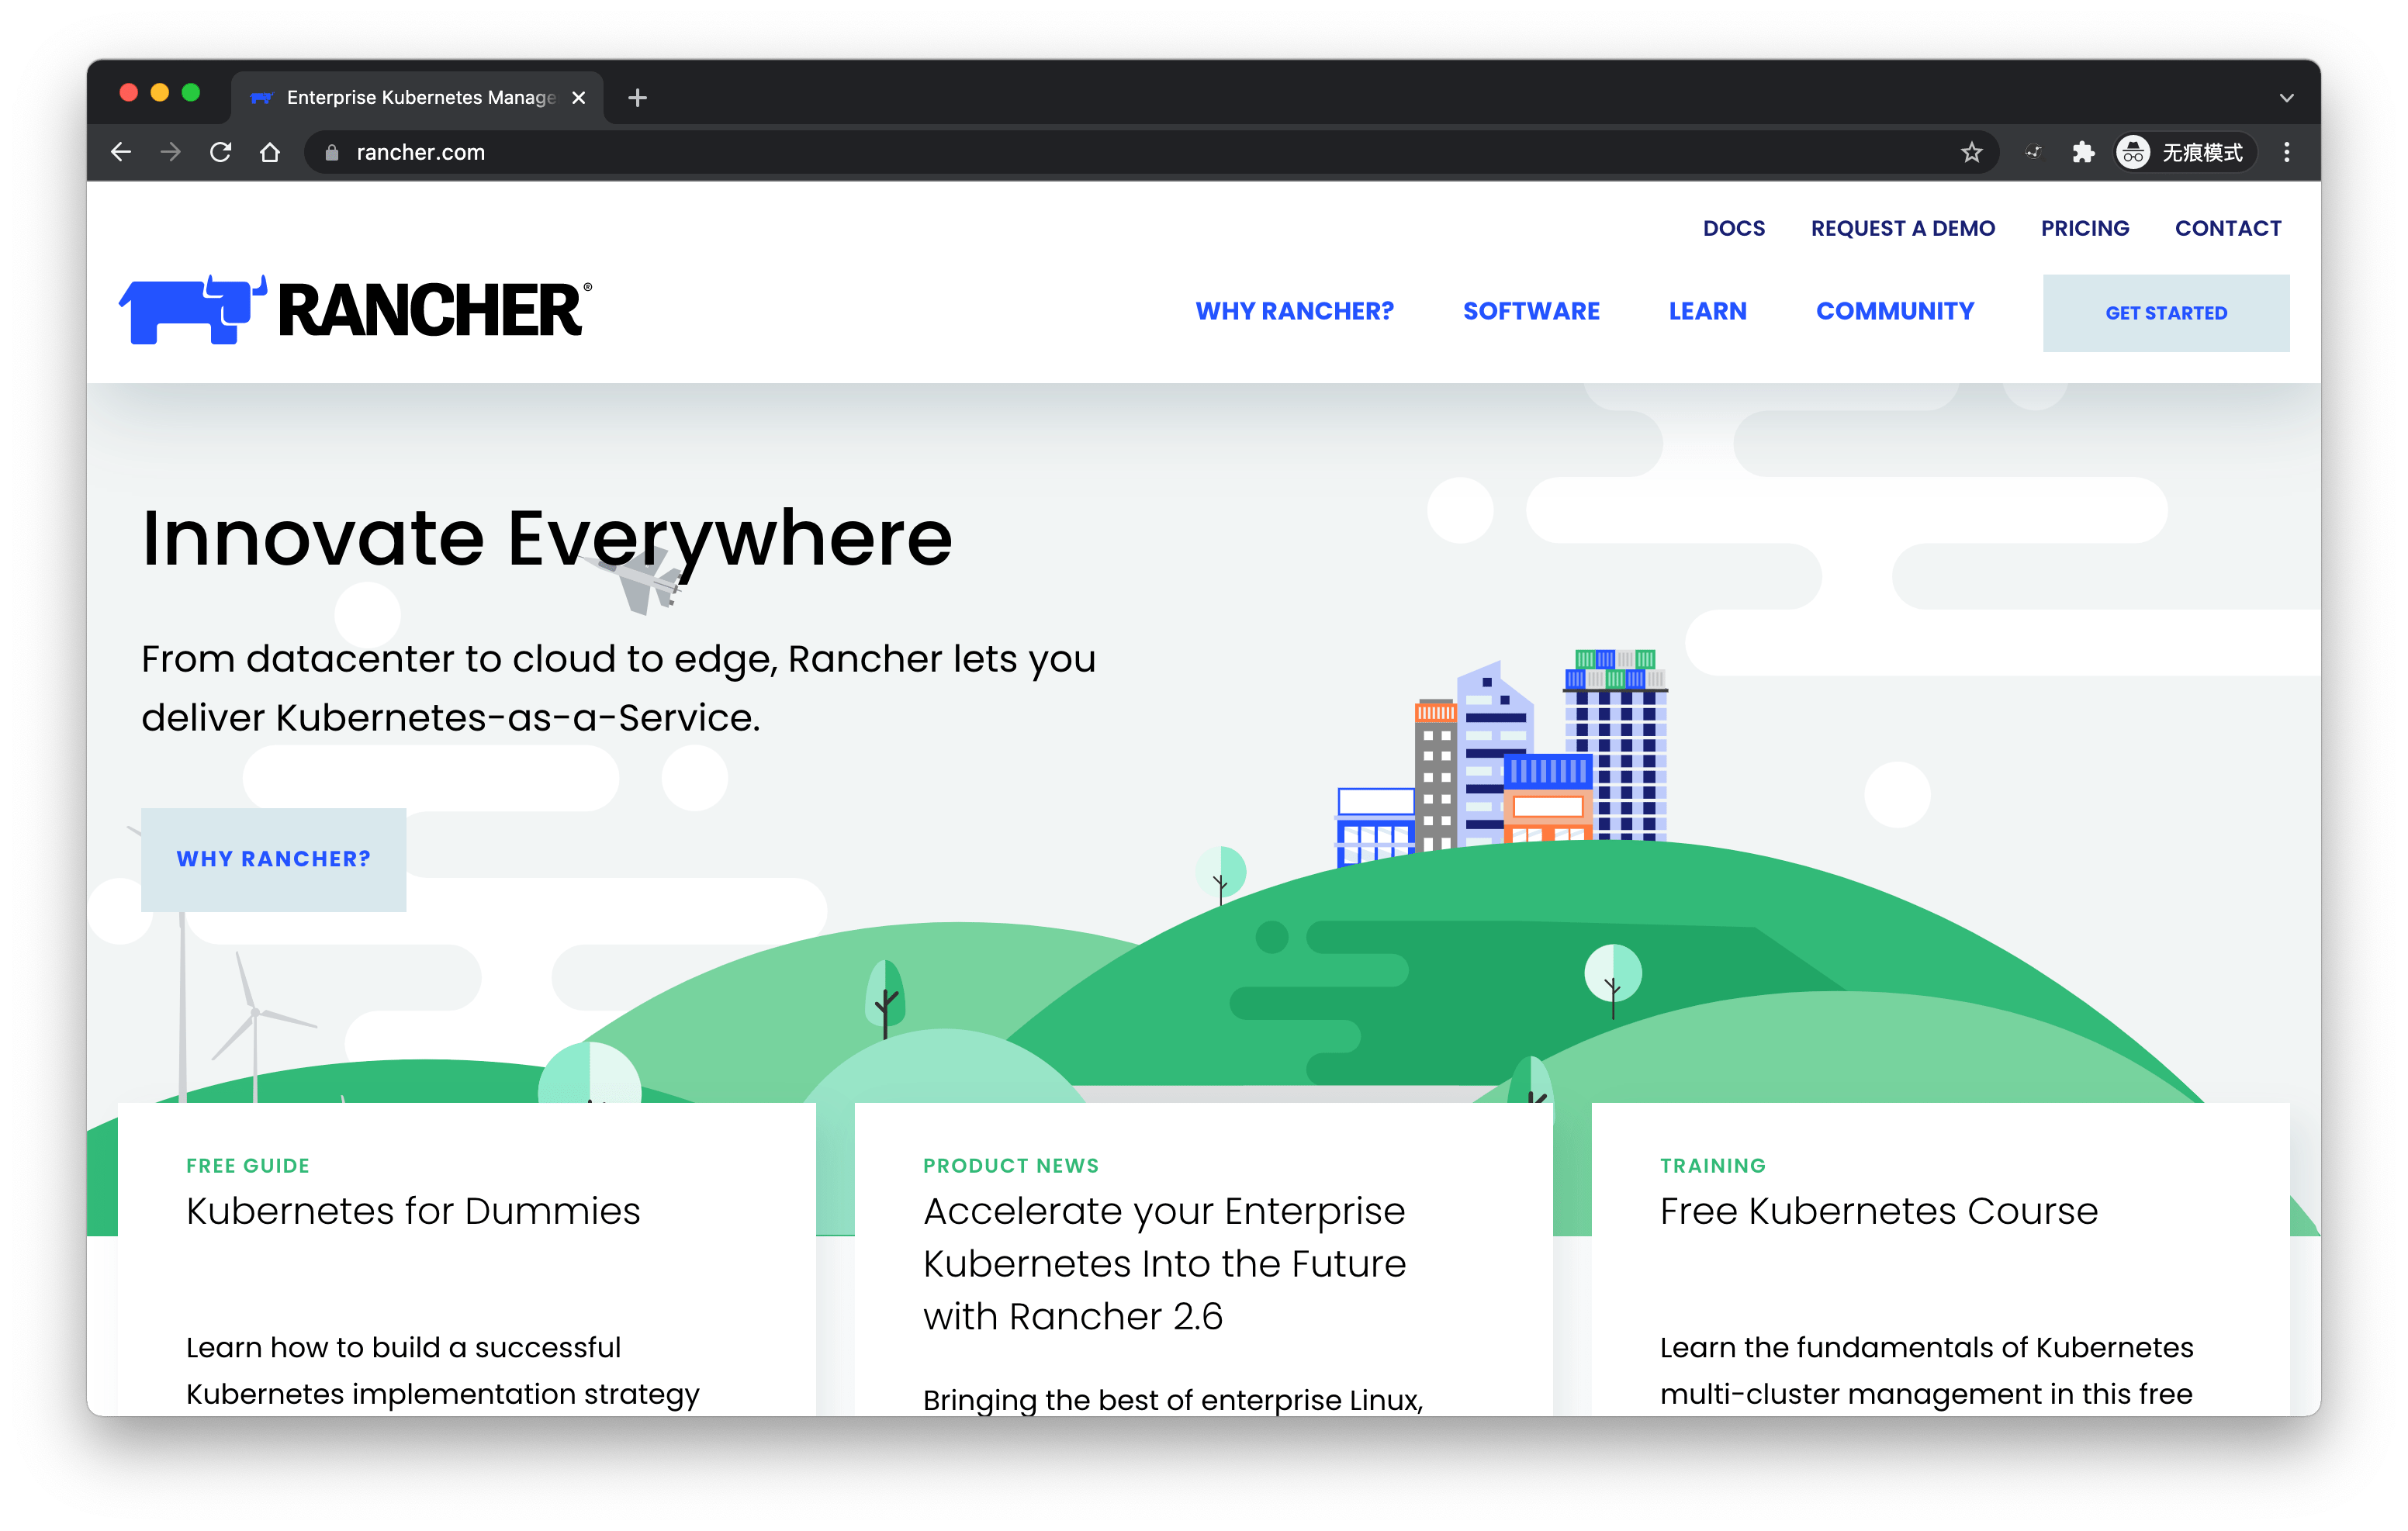 Enterprise Kubernetes Manage
rancher.com
无痕模式
DOCS REQUEST A DEMO PRICING CONTACT
RANCHER®
WHY RANCHER? SOFTWARE LEARN COMMUNITY GET STARTED
Innovate Everywhere
From datacenter to cloud to edge, Rancher lets you
deliver Kubernetes-as-a-Service.
WHY RANCHER?
FREE GUIDE
Kubernetes for Dummies
Learn how to build a successful
Kubernetes implementation strategy
PRODUCT NEWS
Accelerate your Enterprise
Kubernetes Into the Future
with Rancher 2.6
Bringing the best of enterprise Linux,
TRAINING
Free Kubernetes Course
Learn the fundamentals of Kubernetes
multi-cluster management in this free